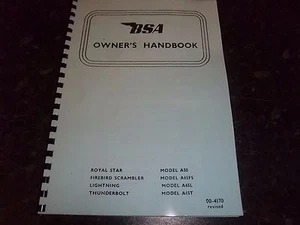 BSA
OWNER'S HANDBOOK
ROYAL STAR MODEL A50
FIREBIRD SCRAMBLER MODEL A65FS
LIGHTNING MODEL A65L
THUNDERBOLT MODEL A65T
00-4170
revised